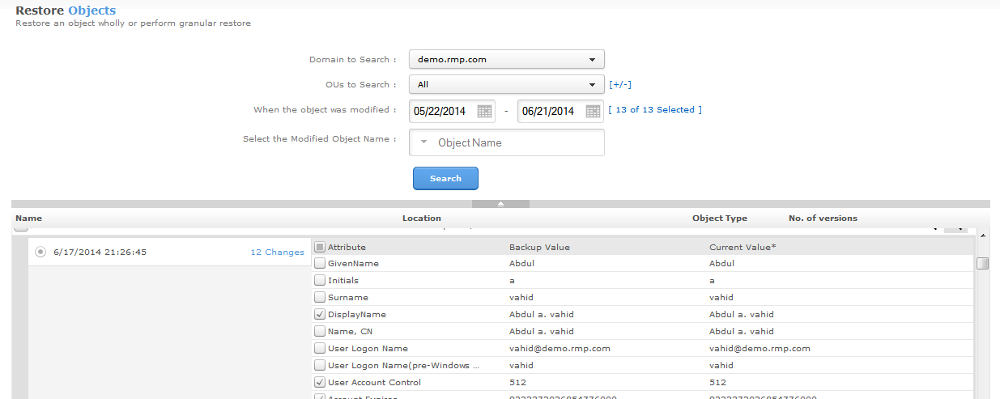 Restore Objects
Restore an object wholly or perform granular restore
Domain to Search : demo.rmp.com
OUs to Search : All [+/-]
When the object was modified : 05/22/2014 - 06/21/2014 [ 13 of 13 Selected ]
Select the Modified Object Name : Object Name
Search
Name Location Object Type No. of versions
6/17/2014 21:26:45 12 Changes
Attribute Backup Value Current Value*
GivenName Abdul Abdul
Initials a a
Surname vahid vahid
DisplayName Abdul a. vahid Abdul a. vahid
Name, CN Abdul a. vahid Abdul a. vahid
User Logon Name vahid@demo.rmp.com vahid@demo.rmp.com
User Logon Name(pre-Windows ... vahid vahid
User Account Control 512 512
Account Expires